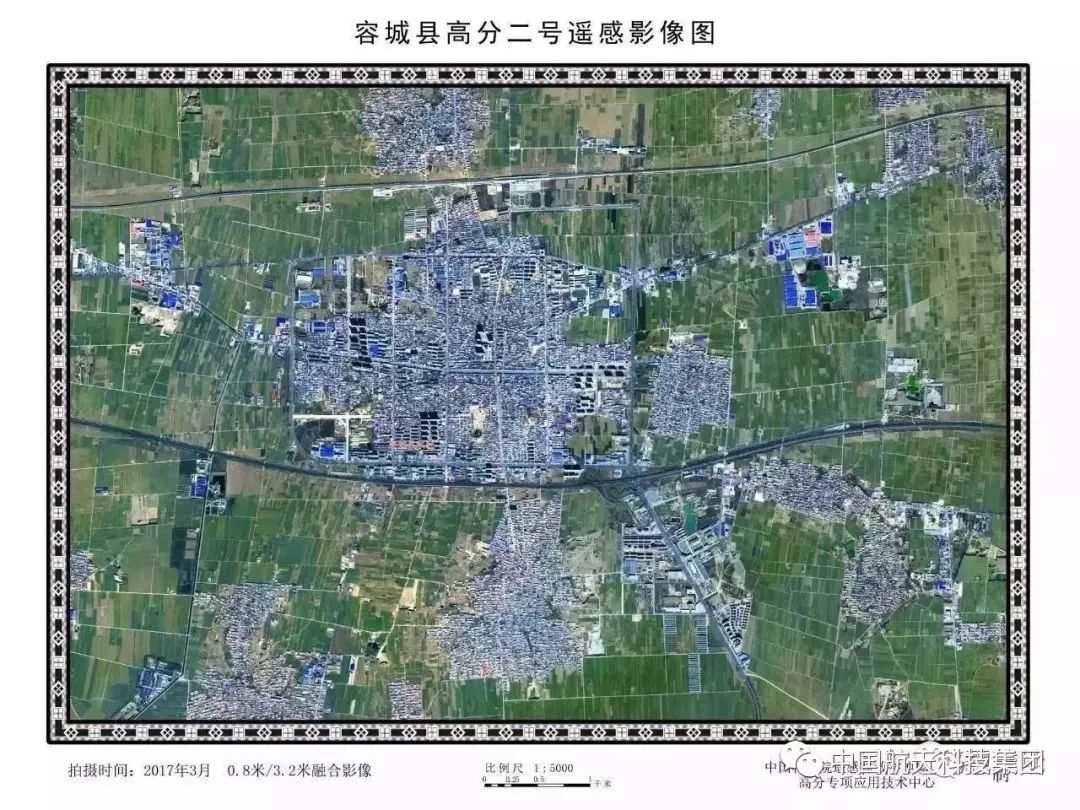 容城县高分二号遥感影像图
拍摄时间：2017年3月 0.8米/3.2米融合影像
比例尺 1:5000
0 0.25 0.5 1 千米
中国航天科技集团
高分专项应用技术中心
制